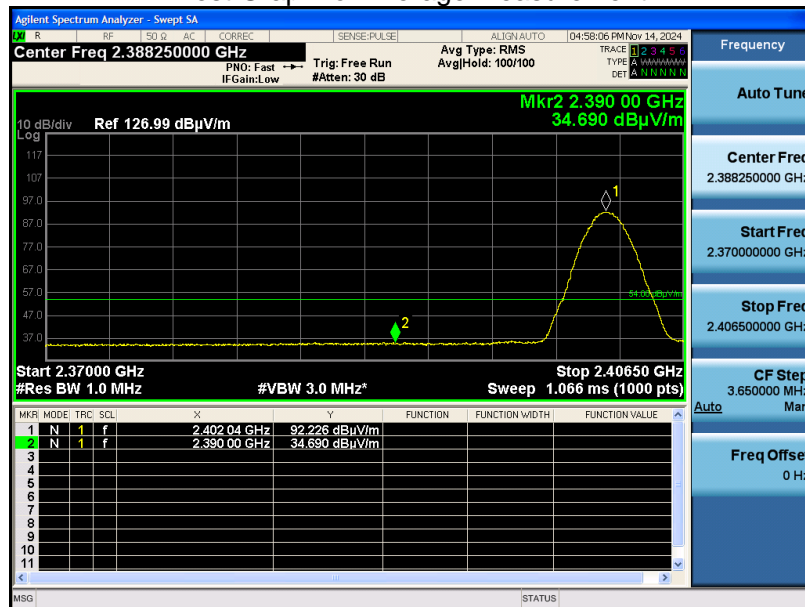 Agilent Spectrum Analyzer - Swept SA
LXI R RF 50 Ω AC CORREC SENSE:PULSE ALIGN AUTO 04:58:06 PM Nov 14, 2024
Center Freq 2.388250000 GHz
PNO: Fast
IFGain:Low
Trig: Free Run
#Atten: 30 dB
Avg Type: RMS
Avg|Hold: 100/100
TRACE 1 2 3 4 5 6
TYPE A
DET A N N N N N
Mkr2 2.390 00 GHz
34.690 dBµV/m
10 dB/div Ref 126.99 dBµV/m
Log
117
107
97.0
87.0
77.0
67.0
57.0
47.0
37.0
1
2
54.00 dBµV/m
Start 2.37000 GHz Stop 2.40650 GHz
#Res BW 1.0 MHz #VBW 3.0 MHz* Sweep 1.066 ms (1000 pts)
MKR MODE TRC SCL X Y FUNCTION FUNCTION WIDTH FUNCTION VALUE
1 N 1 f 2.402 04 GHz 92.226 dBµV/m
2 N 1 f 2.390 00 GHz 34.690 dBµV/m
3
4
5
6
7
8
9
10
11
MSG STATUS
Frequency
Auto Tune
Center Freq
2.388250000 GHz
Start Freq
2.370000000 GHz
Stop Freq
2.406500000 GHz
CF Step
3.650000 MHz
Auto Man
Freq Offset
0 Hz